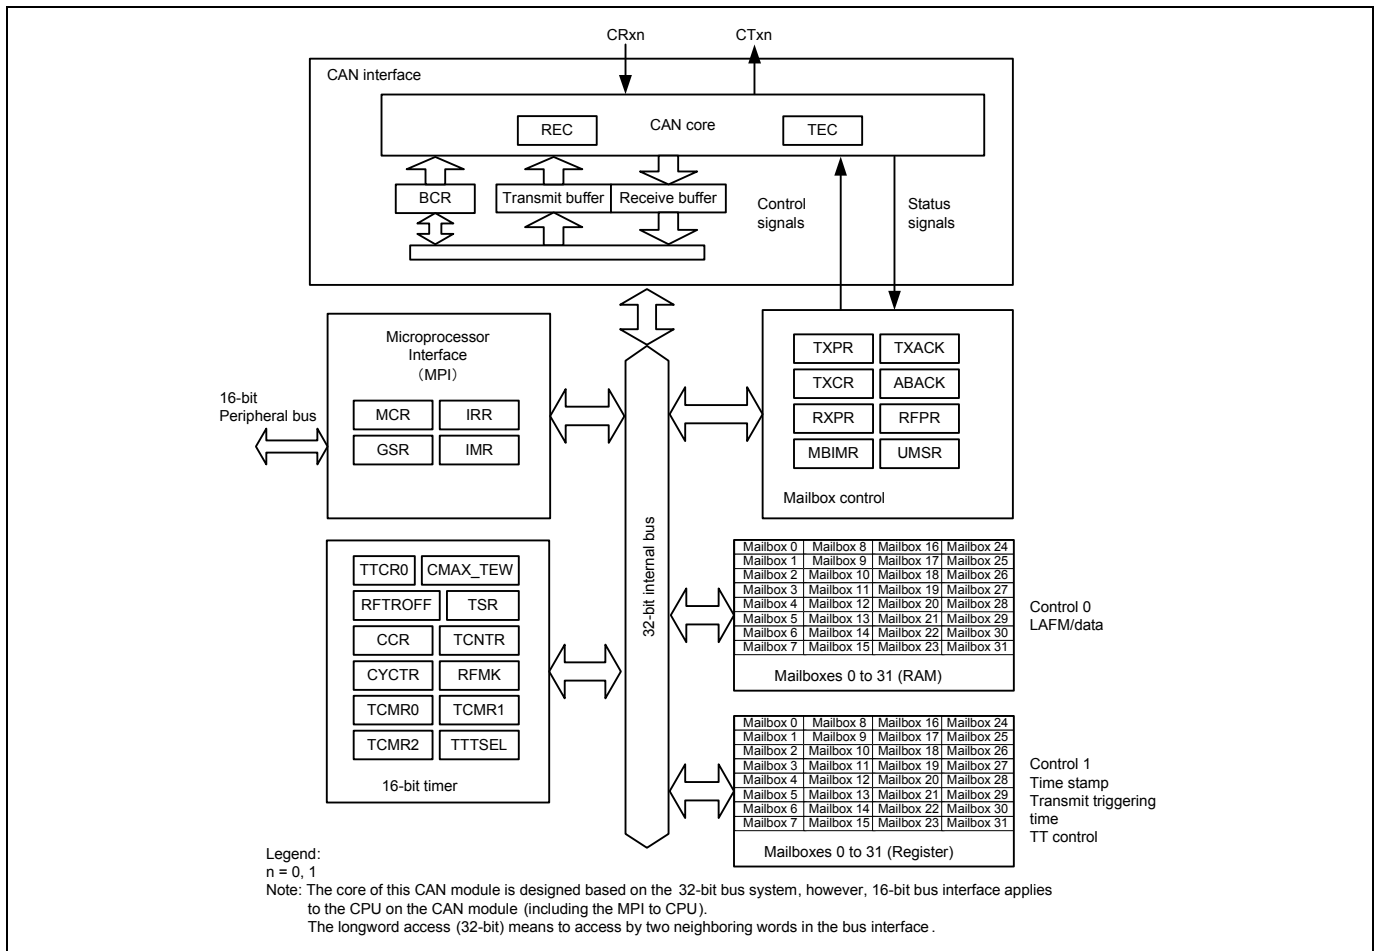 CRxn CTxn
CAN interface
REC CAN core TEC
BCR Transmit buffer Receive buffer
Control
signals
Status
signals
Microprocessor
Interface
（MPI）
MCR IRR
GSR IMR
16-bit
Peripheral bus
TXPR TXACK
TXCR ABACK
RXPR RFPR
MBIMR UMSR
Mailbox control
32-bit internal bus
TTCR0 CMAX_TEW
RFTROFF TSR
CCR TCNTR
CYCTR RFMK
TCMR0 TCMR1
TCMR2 TTTSEL
16-bit timer
Mailbox 0 Mailbox 8 Mailbox 16 Mailbox 24
Mailbox 1 Mailbox 9 Mailbox 17 Mailbox 25
Mailbox 2 Mailbox 10 Mailbox 18 Mailbox 26
Mailbox 3 Mailbox 11 Mailbox 19 Mailbox 27
Mailbox 4 Mailbox 12 Mailbox 20 Mailbox 28
Mailbox 5 Mailbox 13 Mailbox 21 Mailbox 29
Mailbox 6 Mailbox 14 Mailbox 22 Mailbox 30
Mailbox 7 Mailbox 15 Mailbox 23 Mailbox 31
Mailboxes 0 to 31 (RAM)
Control 0
LAFM/data
Mailbox 0 Mailbox 8 Mailbox 16 Mailbox 24
Mailbox 1 Mailbox 9 Mailbox 17 Mailbox 25
Mailbox 2 Mailbox 10 Mailbox 18 Mailbox 26
Mailbox 3 Mailbox 11 Mailbox 19 Mailbox 27
Mailbox 4 Mailbox 12 Mailbox 20 Mailbox 28
Mailbox 5 Mailbox 13 Mailbox 21 Mailbox 29
Mailbox 6 Mailbox 14 Mailbox 22 Mailbox 30
Mailbox 7 Mailbox 15 Mailbox 23 Mailbox 31
Mailboxes 0 to 31 (Register)
Control 1
Time stamp
Transmit triggering
time
TT control
Legend:
n = 0, 1
Note: The core of this CAN module is designed based on the 32-bit bus system, however, 16-bit bus interface applies
to the CPU on the CAN module (including the MPI to CPU).
The longword access (32-bit) means to access by two neighboring words in the bus interface.